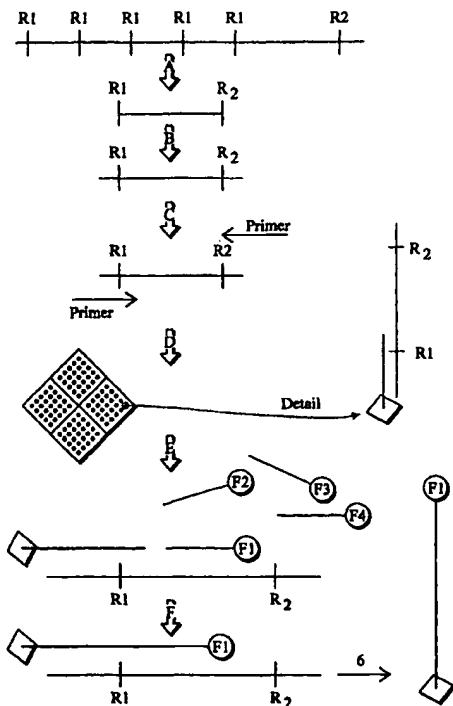 R1 R1 R1 R1 R1 R2
A
R1 R2
B
R1 R2
C
Primer
R1 R2
R2
Primer
R1
D
Detail
E
F2 F3 F1
F4
F1
R1 R2
F
F1
6
R1 R2